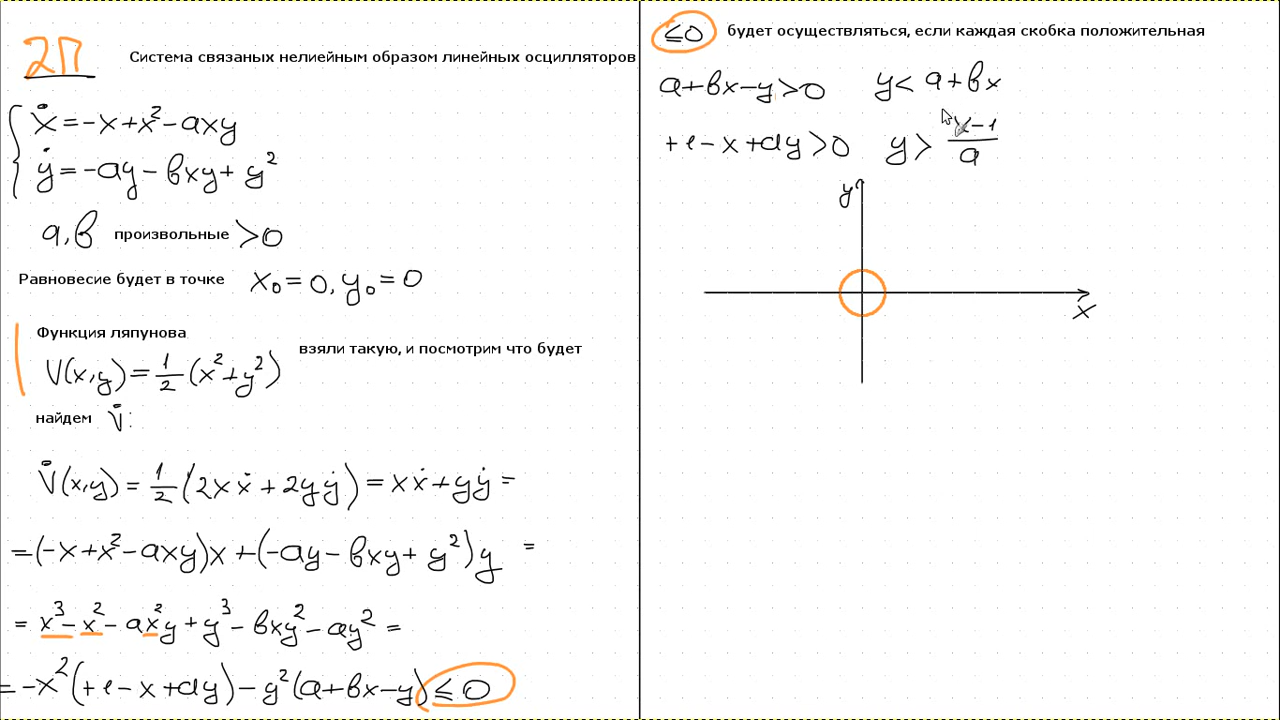 2П
Система связаных нелиейным образом линейных осцилляторов
ẋ = -x + x² - axy
ẏ = -ay - bxy + y²
a, b произвольные >0
Равновесие будет в точке x₀ = 0, y₀ = 0
Функция ляпунова
V(x,y) = 1/2 (x² + y²)
взяли такую, и посмотрим что будет
найдем V̇:
V̇(x,y) = 1/2 (2xẋ + 2yẏ) = xẋ + yẏ =
= (-x + x² - axy)x + (-ay - bxy + y²)y =
= x³ - x² - ax²y + y³ - bxy² - ay² =
= -x²(+1 - x + ay) - y²(a + bx - y) ≤ 0
≤0 будет осуществляться, если каждая скобка положительная
a + bx - y > 0 y < a + bx
+1 - x + ay > 0 y > (x-1)/a
y
x